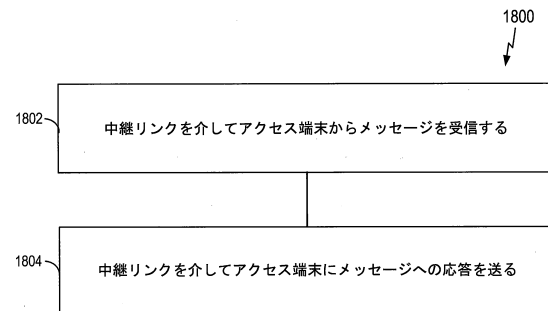 1800
1802
中継リンクを介してアクセス端末からメッセージを受信する
1804
中継リンクを介してアクセス端末にメッセージへの応答を送る